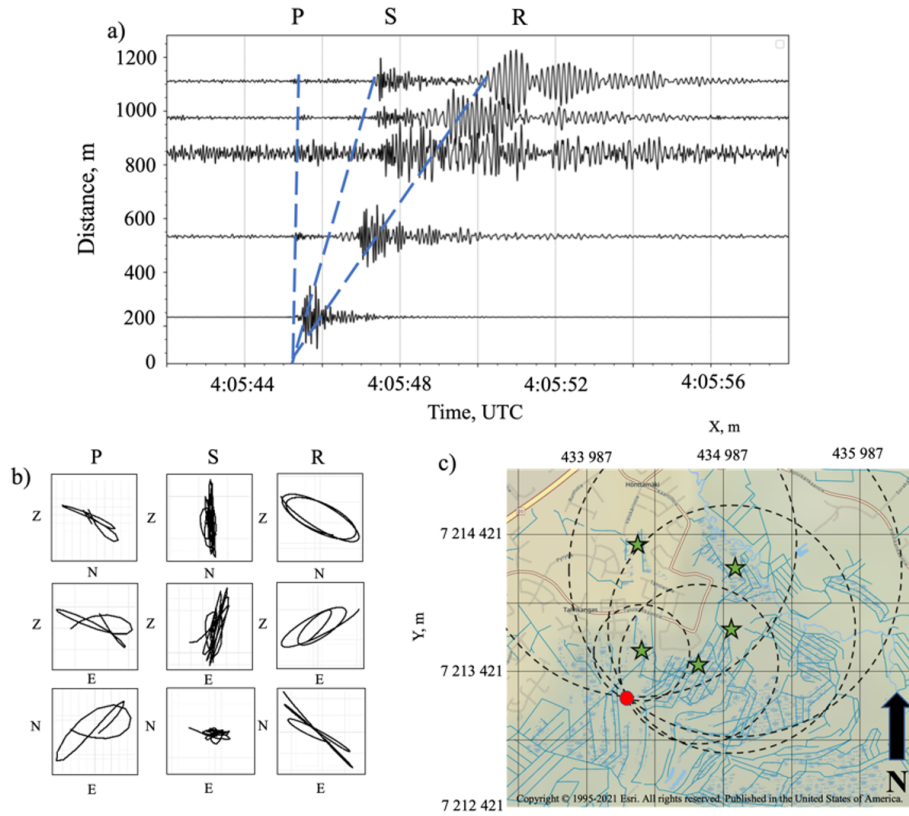 P S R
a)
1200
1000
800
600
400
200
0
Distance, m
4:05:44 4:05:48 4:05:52 4:05:56
Time, UTC
b)
P S R
Z Z Z
N N N
Z Z Z
E E E
N N N
E E E
c)
X, m
433 987 434 987 435 987
7 214 421
7 213 421
7 212 421
Y, m
N
Copyright © 1995-2021 Esri. All rights reserved. Published in the United States of America.